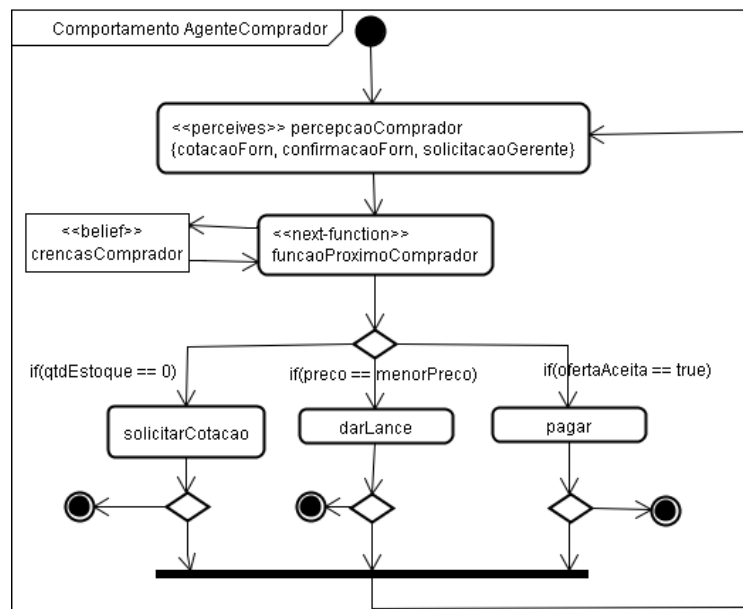 Comportamento AgenteComprador
<<perceives>> percepcaoComprador
{cotacaoForn, confirmacaoForn, solicitacaoGerente}
<<belief>>
crencasComprador
<<next-function>>
funcaoProximoComprador
if(qtdEstoque == 0)
if(preco == menorPreco)
if(ofertaAceita == true)
solicitarCotacao
darLance
pagar